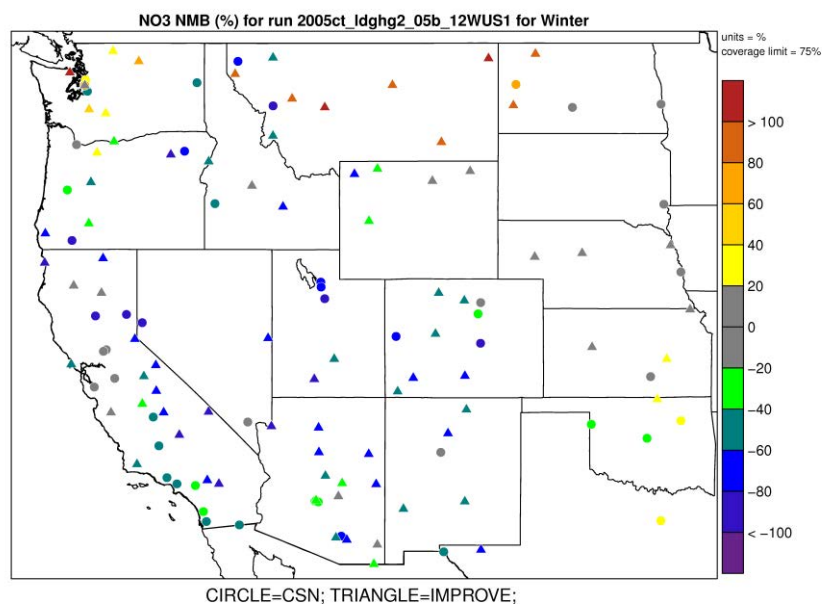 NO3 NMB (%) for run 2005ct_ldghg2_05b_12WUS1 for Winter
units = %
coverage limit = 75%
> 100
80
60
40
20
0
−20
−40
−60
−80
< −100
CIRCLE=CSN; TRIANGLE=IMPROVE;